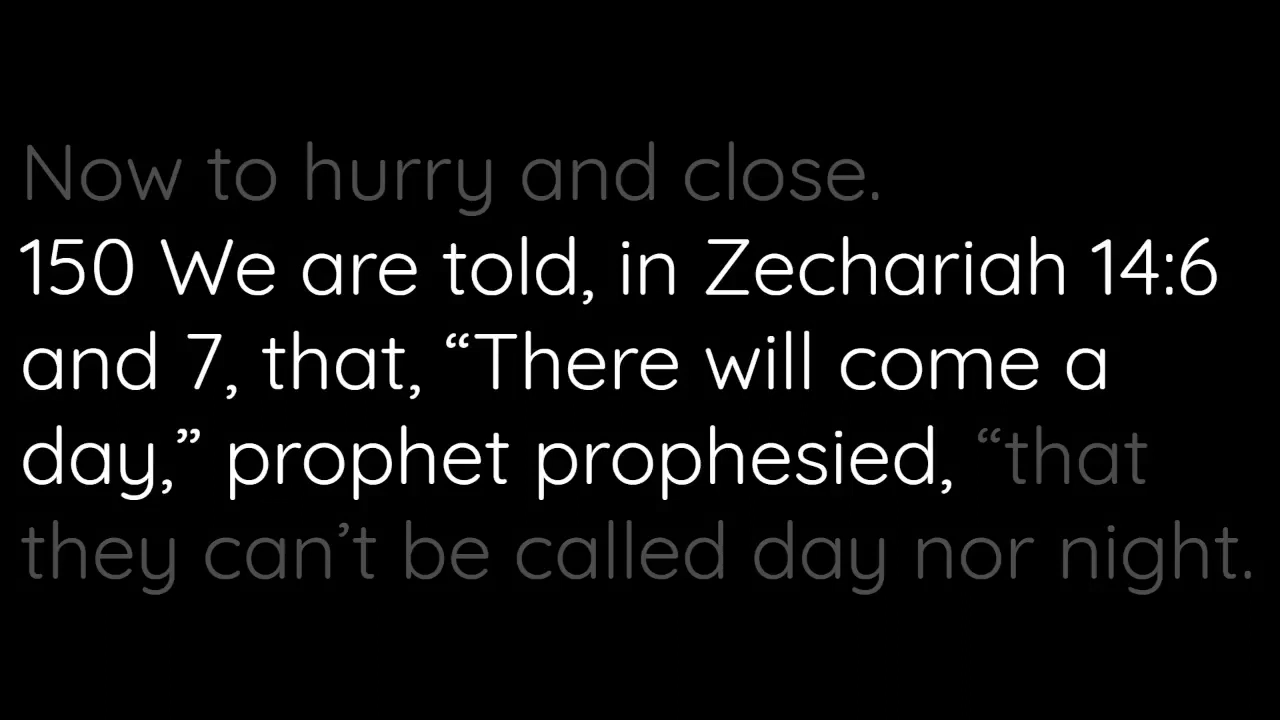 Now to hurry and close.
150 We are told, in Zechariah 14:6
and 7, that, “There will come a
day,” prophet prophesied, “that
they can’t be called day nor night.